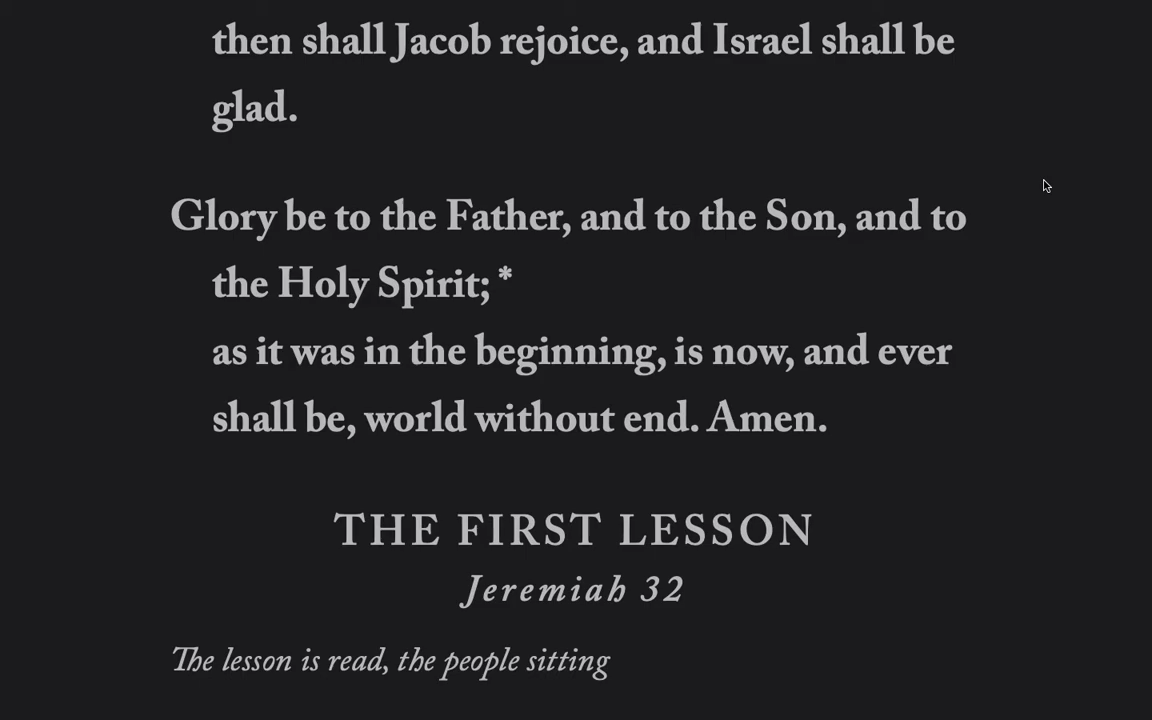 then shall Jacob rejoice, and Israel shall be
glad.
Glory be to the Father, and to the Son, and to
the Holy Spirit; *
as it was in the beginning, is now, and ever
shall be, world without end. Amen.
THE FIRST LESSON
Jeremiah 32
The lesson is read, the people sitting